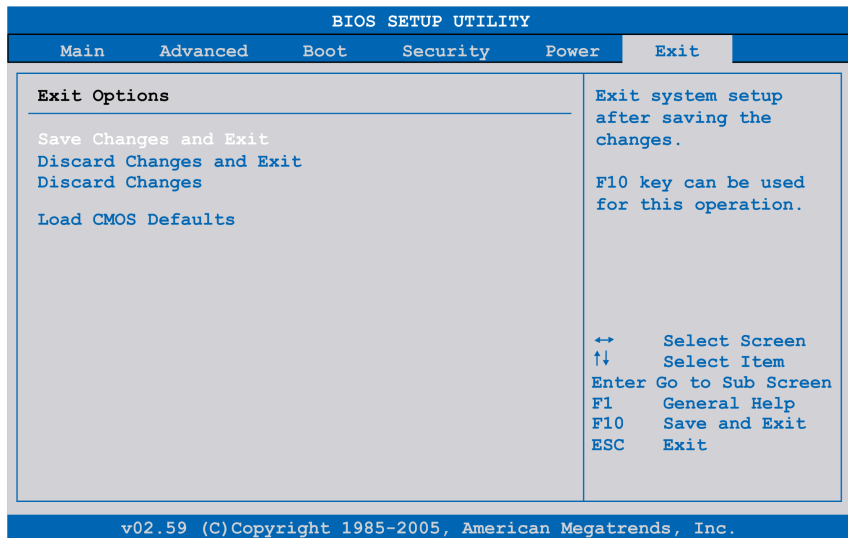 BIOS SETUP UTILITY
Main Advanced Boot Security Power Exit
Exit Options
Save Changes and Exit
Discard Changes and Exit
Discard Changes
Load CMOS Defaults
Exit system setup
after saving the
changes.
F10 key can be used
for this operation.
↔ Select Screen
↑↓ Select Item
Enter Go to Sub Screen
F1 General Help
F10 Save and Exit
ESC Exit
v02.59 (C)Copyright 1985-2005, American Megatrends, Inc.